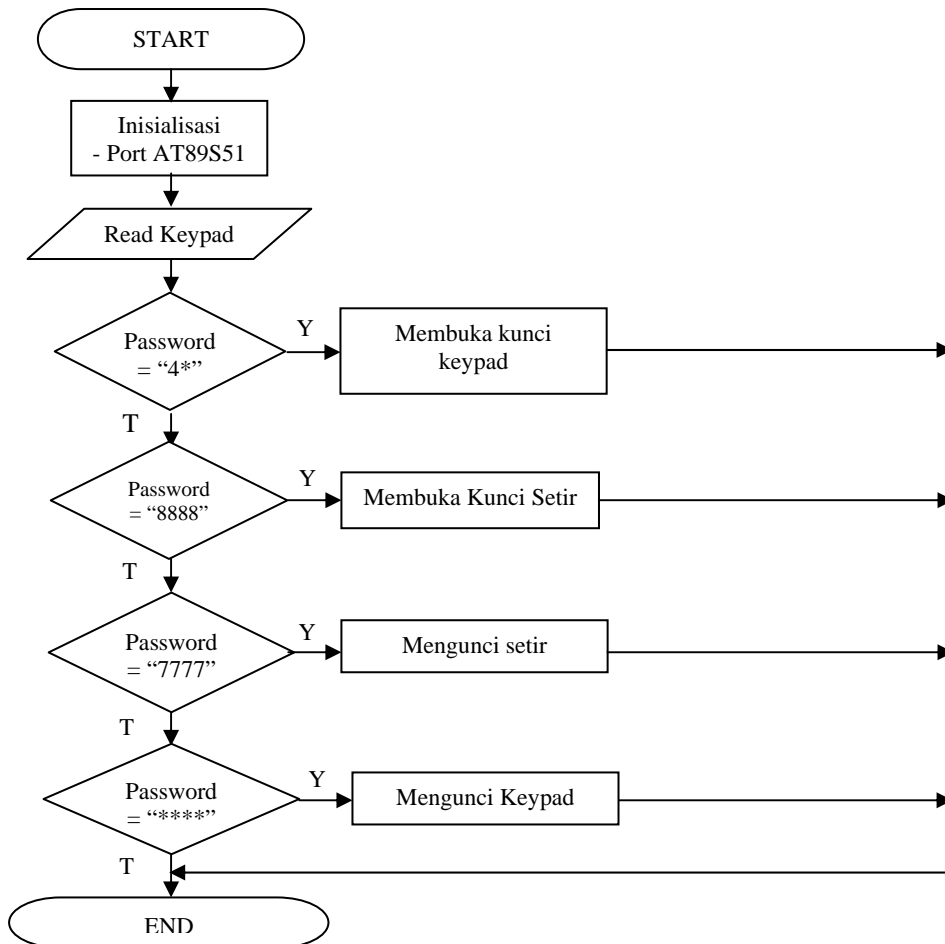 START
Inisialisasi
- Port AT89S51
Read Keypad
Password
= “4*”
Y
Membuka kunci
keypad
T
Password
= “8888”
Y
Membuka Kunci Setir
T
Password
= “7777”
Y
Mengunci setir
T
Password
= “****”
Y
Mengunci Keypad
T
END